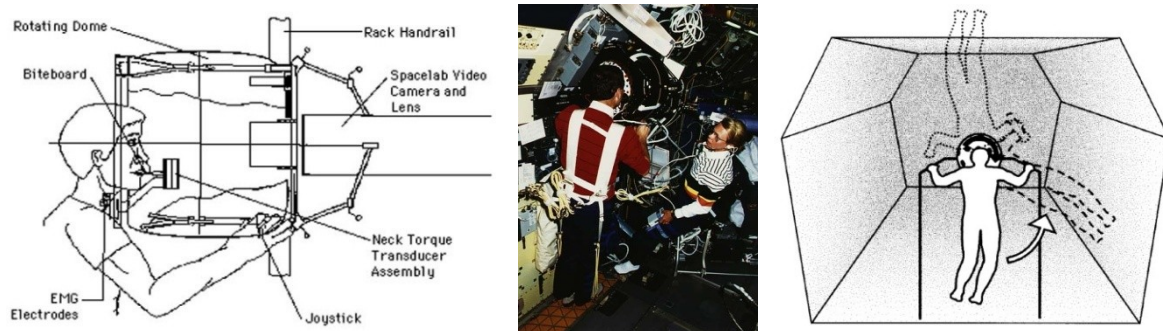 Rotating Dome
Biteboard
Rack Handrail
Spacelab Video
Camera and
Lens
Neck Torque
Transducer
Assembly
EMG
Electrodes
Joystick